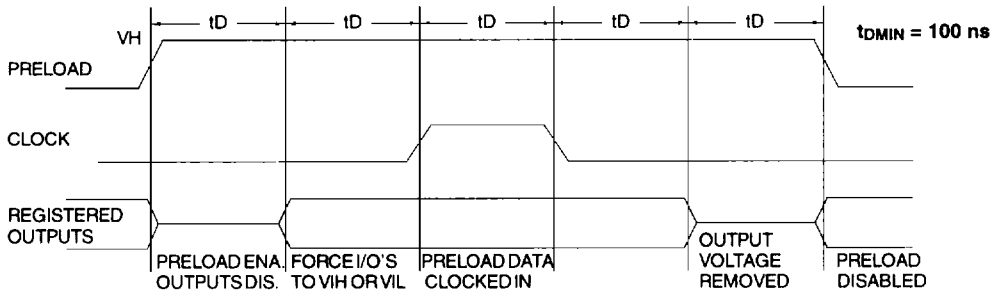 tD tD tD tD tD
VH
tDMIN = 100 ns
PRELOAD
CLOCK
REGISTERED
OUTPUTS
PRELOAD ENA.
OUTPUTS DIS.
FORCE I/O'S
TO VIH OR VIL
PRELOAD DATA
CLOCKED IN
OUTPUT
VOLTAGE
REMOVED
PRELOAD
DISABLED